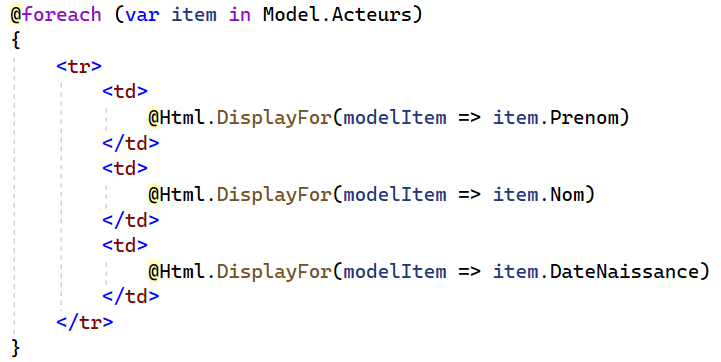 @foreach (var item in Model.Acteurs)
{
    <tr>
        <td>
            @Html.DisplayFor(modelItem => item.Prenom)
        </td>
        <td>
            @Html.DisplayFor(modelItem => item.Nom)
        </td>
        <td>
            @Html.DisplayFor(modelItem => item.DateNaissance)
        </td>
    </tr>
}